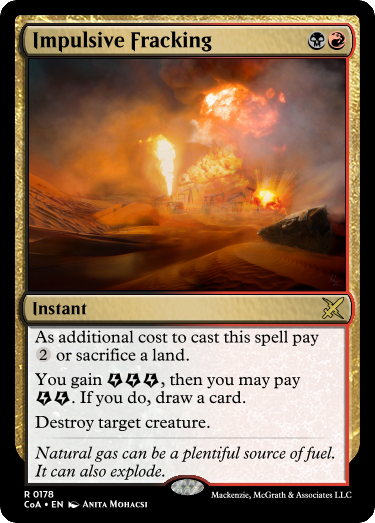 Impulsive Fracking
Instant
As additional cost to cast this spell pay
2 or sacrifice a land.
You gain , then you may pay
. If you do, draw a card.
Destroy target creature.
Natural gas can be a plentiful source of fuel.
It can also explode.
R 0178
CoA • EN Anita Mohacsi
Mackenzie, McGrath & Associates LLC